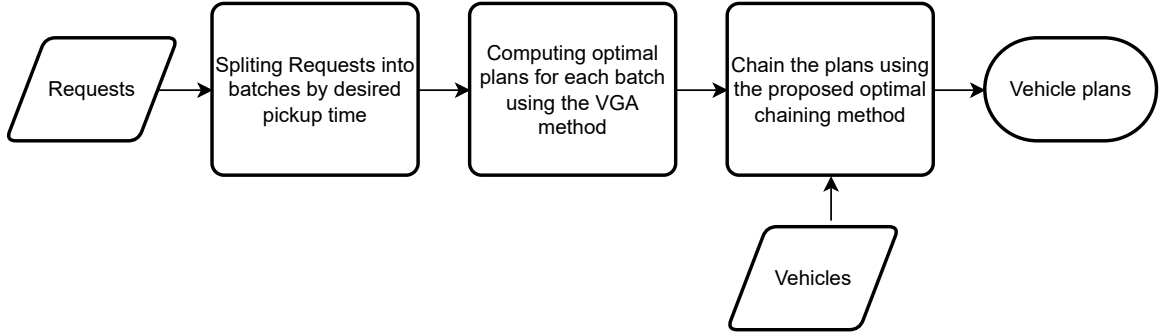 Requests
Spliting Requests into
batches by desired
pickup time
Computing optimal
plans for each batch
using the VGA
method
Chain the plans using
the proposed optimal
chaining method
Vehicle plans
Vehicles